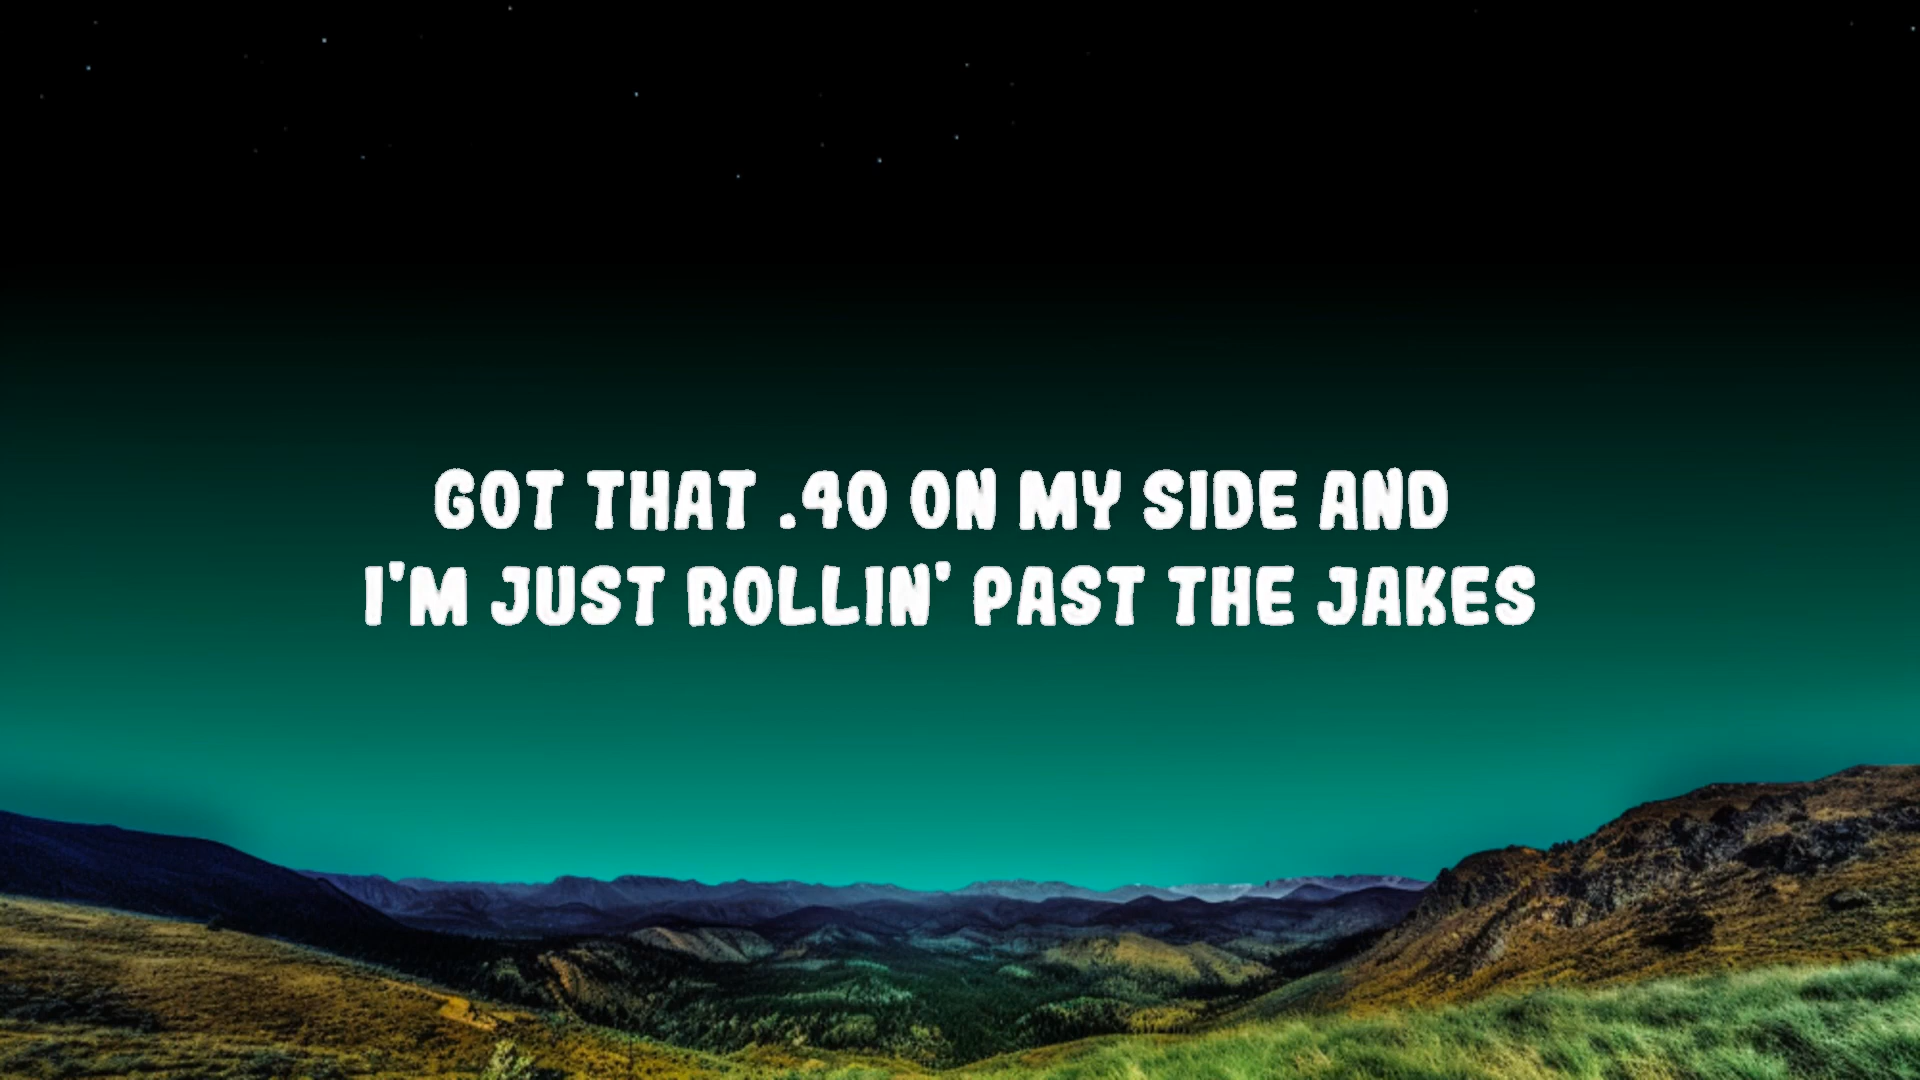 GOT THAT .40 ON MY SIDE AND
I'M JUST ROLLIN' PAST THE JAKES